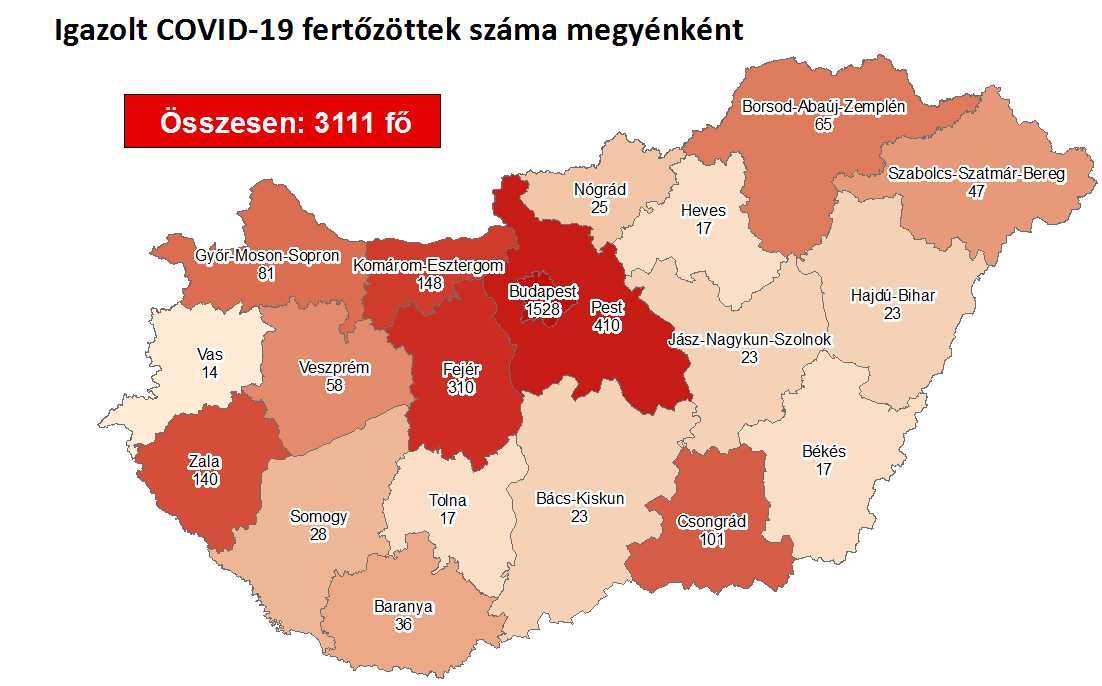 Igazolt COVID-19 fertőzöttek száma megyénként
Összesen: 3111 fő
Borsod-Abaúj-Zemplén
65
Szabolcs-Szatmár-Bereg
47
Nógrád
25
Heves
17
Győr-Moson-Sopron
81
Komárom-Esztergom
148
Budapest
1528
Pest
410
Hajdú-Bihar
23
Jász-Nagykun-Szolnok
23
Vas
14
Veszprém
58
Fejér
310
Zala
140
Békés
17
Tolna
17
Bács-Kiskun
23
Somogy
28
Csongrád
101
Baranya
36